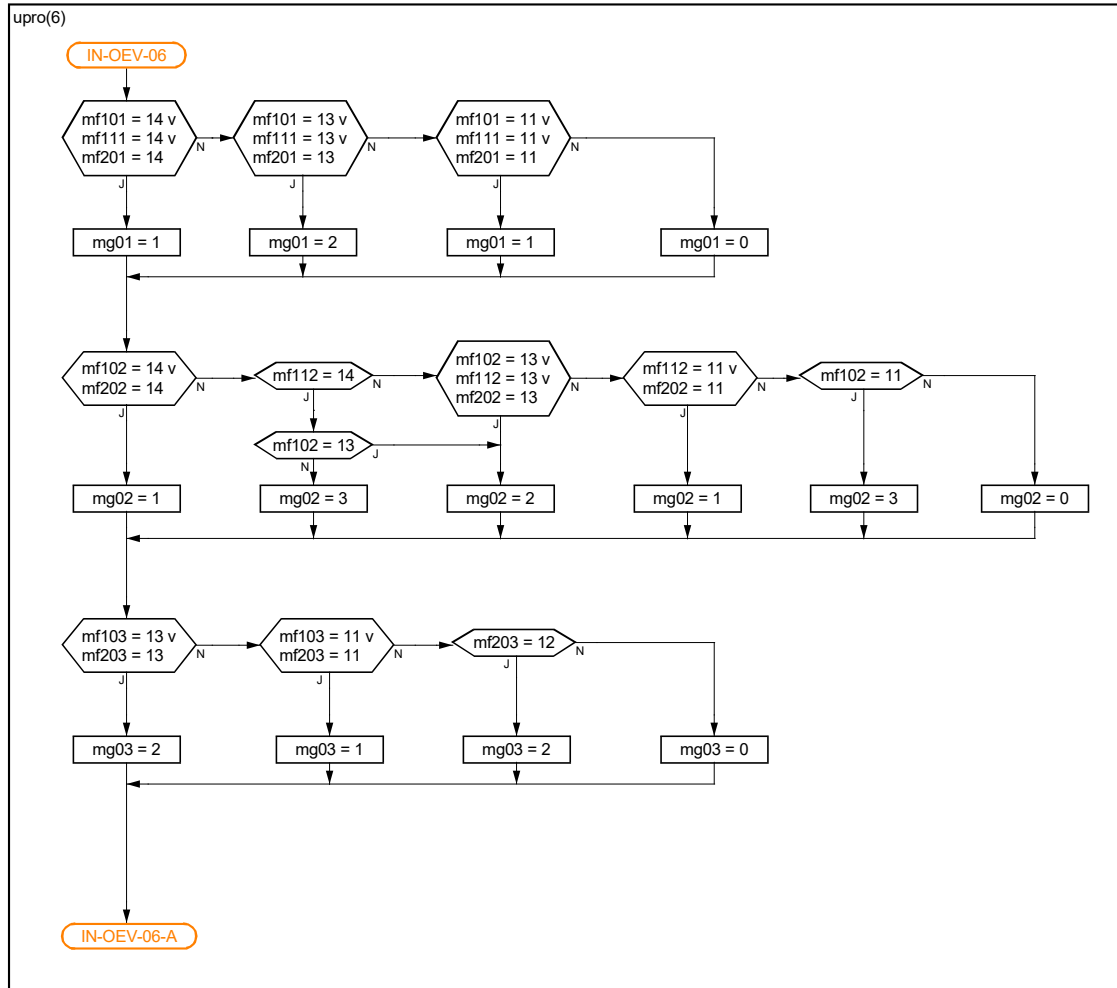 upro(6)
IN-OEV-06
mf101 = 14 v
mf111 = 14 v
mf201 = 14
N
J
mf101 = 13 v
mf111 = 13 v
mf201 = 13
N
J
mf101 = 11 v
mf111 = 11 v
mf201 = 11
N
J
mg01 = 1
mg01 = 2
mg01 = 1
mg01 = 0
mf102 = 14 v
mf202 = 14
N
J
mf112 = 14
N
J
mf102 = 13 v
mf112 = 13 v
mf202 = 13
N
J
mf112 = 11 v
mf202 = 11
N
J
mf102 = 11
N
J
mf102 = 13
J
N
mg02 = 1
mg02 = 3
mg02 = 2
mg02 = 1
mg02 = 3
mg02 = 0
mf103 = 13 v
mf203 = 13
N
J
mf103 = 11 v
mf203 = 11
N
J
mf203 = 12
N
J
mg03 = 2
mg03 = 1
mg03 = 2
mg03 = 0
IN-OEV-06-A